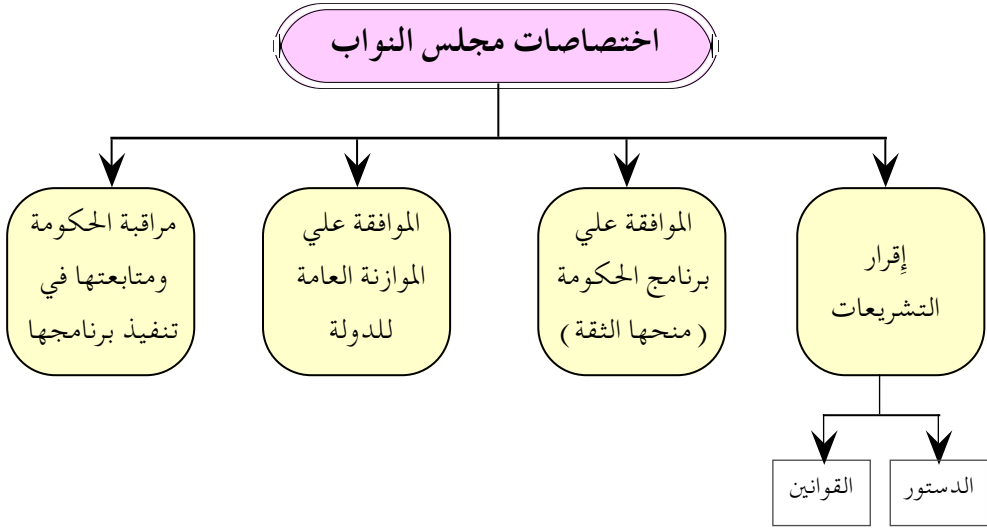 اختصاصات مجلس النواب
إِقرار
التشريعات
الموافقة علي
برنامج الحكومة
(منحها الثقة)
الموافقة علي
الموازنة العامة
للدولة
مراقبة الحكومة
ومتابعتها في
تنفيذ برنامجها
الدستور
القوانين